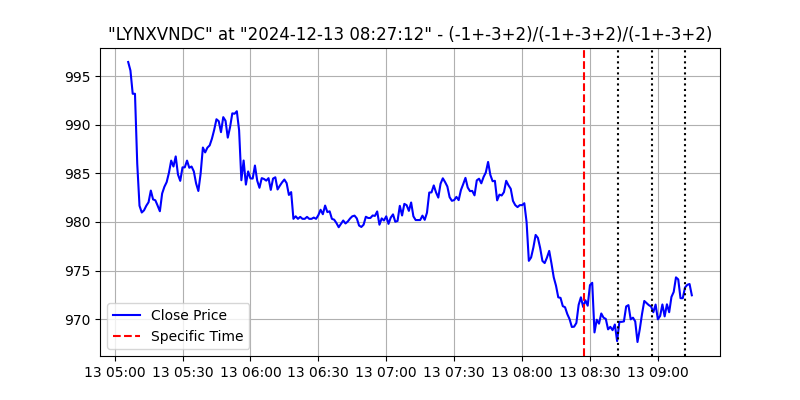 "LYNXVNDC" at "2024-12-13 08:27:12" - (-1+-3+2)/(-1+-3+2)/(-1+-3+2)
995
990
985
980
975
970
Close Price
Specific Time
13 05:00 13 05:30 13 06:00 13 06:30 13 07:00 13 07:30 13 08:00 13 08:30 13 09:00